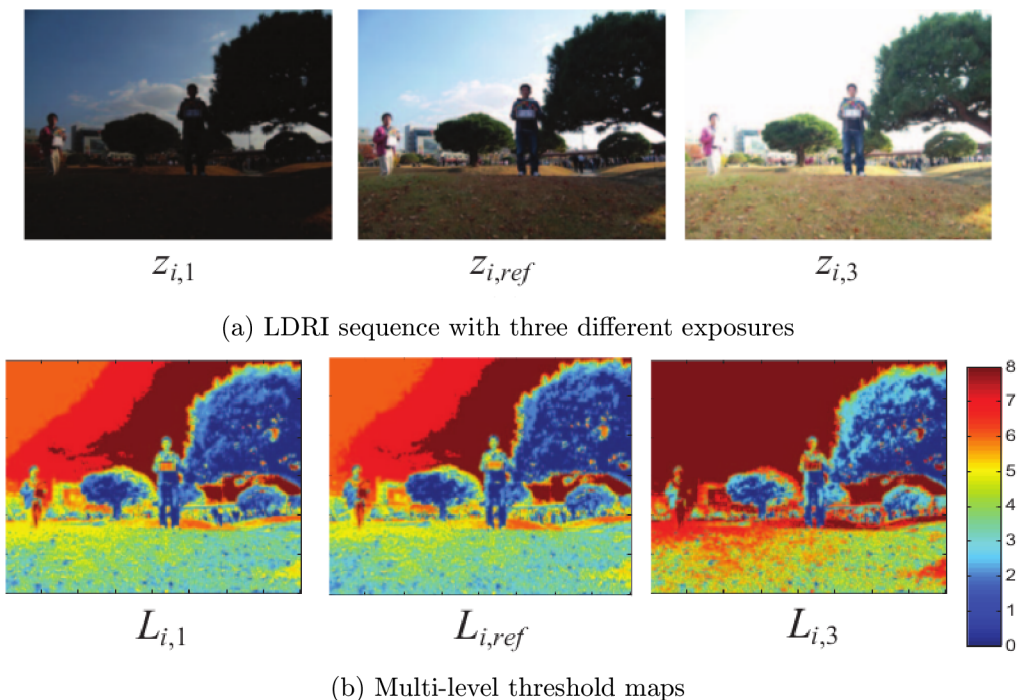 z_{i,1} z_{i,ref} z_{i,3}
(a) LDRI sequence with three different exposures
8
7
6
5
4
3
2
1
0
L_{i,1} L_{i,ref} L_{i,3}
(b) Multi-level threshold maps